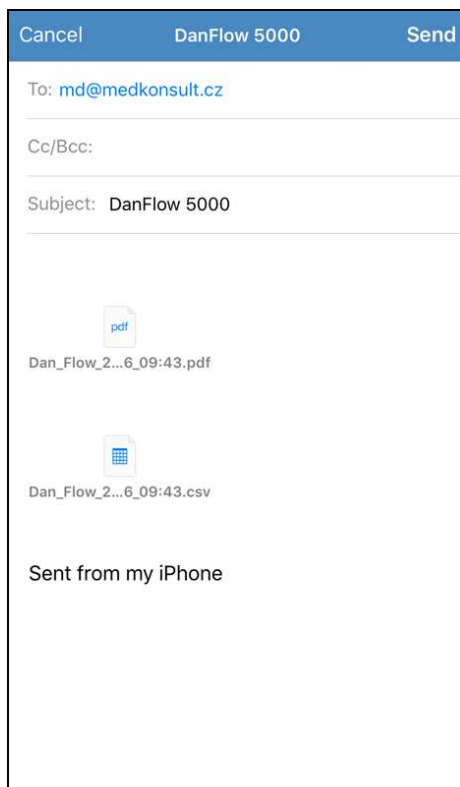 Cancel DanFlow 5000 Send
To: md@medkonsult.cz
Cc/Bcc:
Subject: DanFlow 5000
pdf
Dan_Flow_2...6_09:43.pdf
Dan_Flow_2...6_09:43.csv
Sent from my iPhone